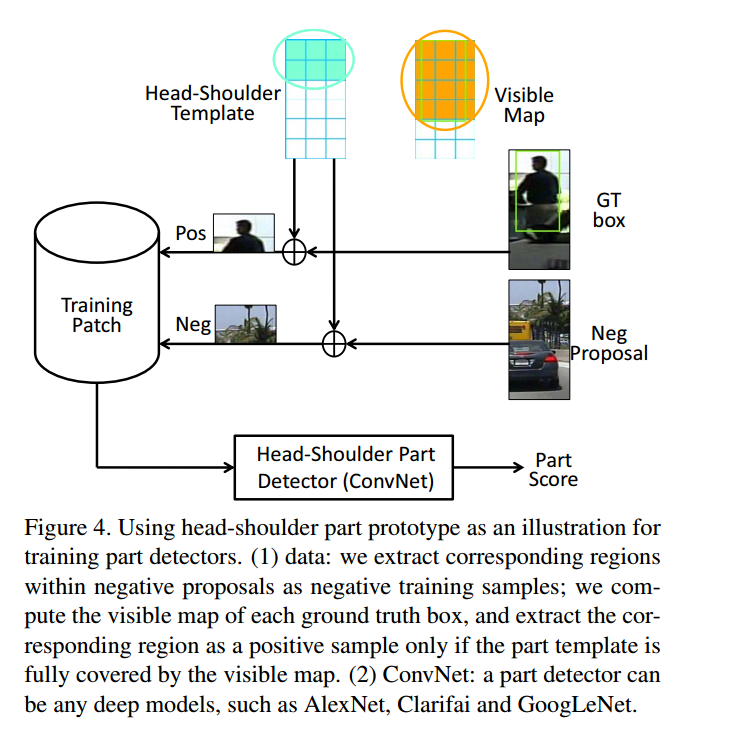 Head-Shoulder
Template
Visible
Map
GT
box
Pos
Training
Patch
Neg
Neg
Proposal
Head-Shoulder Part
Detector (ConvNet)
Part
Score
Figure 4. Using head-shoulder part prototype as an illustration for
training part detectors. (1) data: we extract corresponding regions
within negative proposals as negative training samples; we com-
pute the visible map of each ground truth box, and extract the cor-
responding region as a positive sample only if the part template is
fully covered by the visible map. (2) ConvNet: a part detector can
be any deep models, such as AlexNet, Clarifai and GoogLeNet.